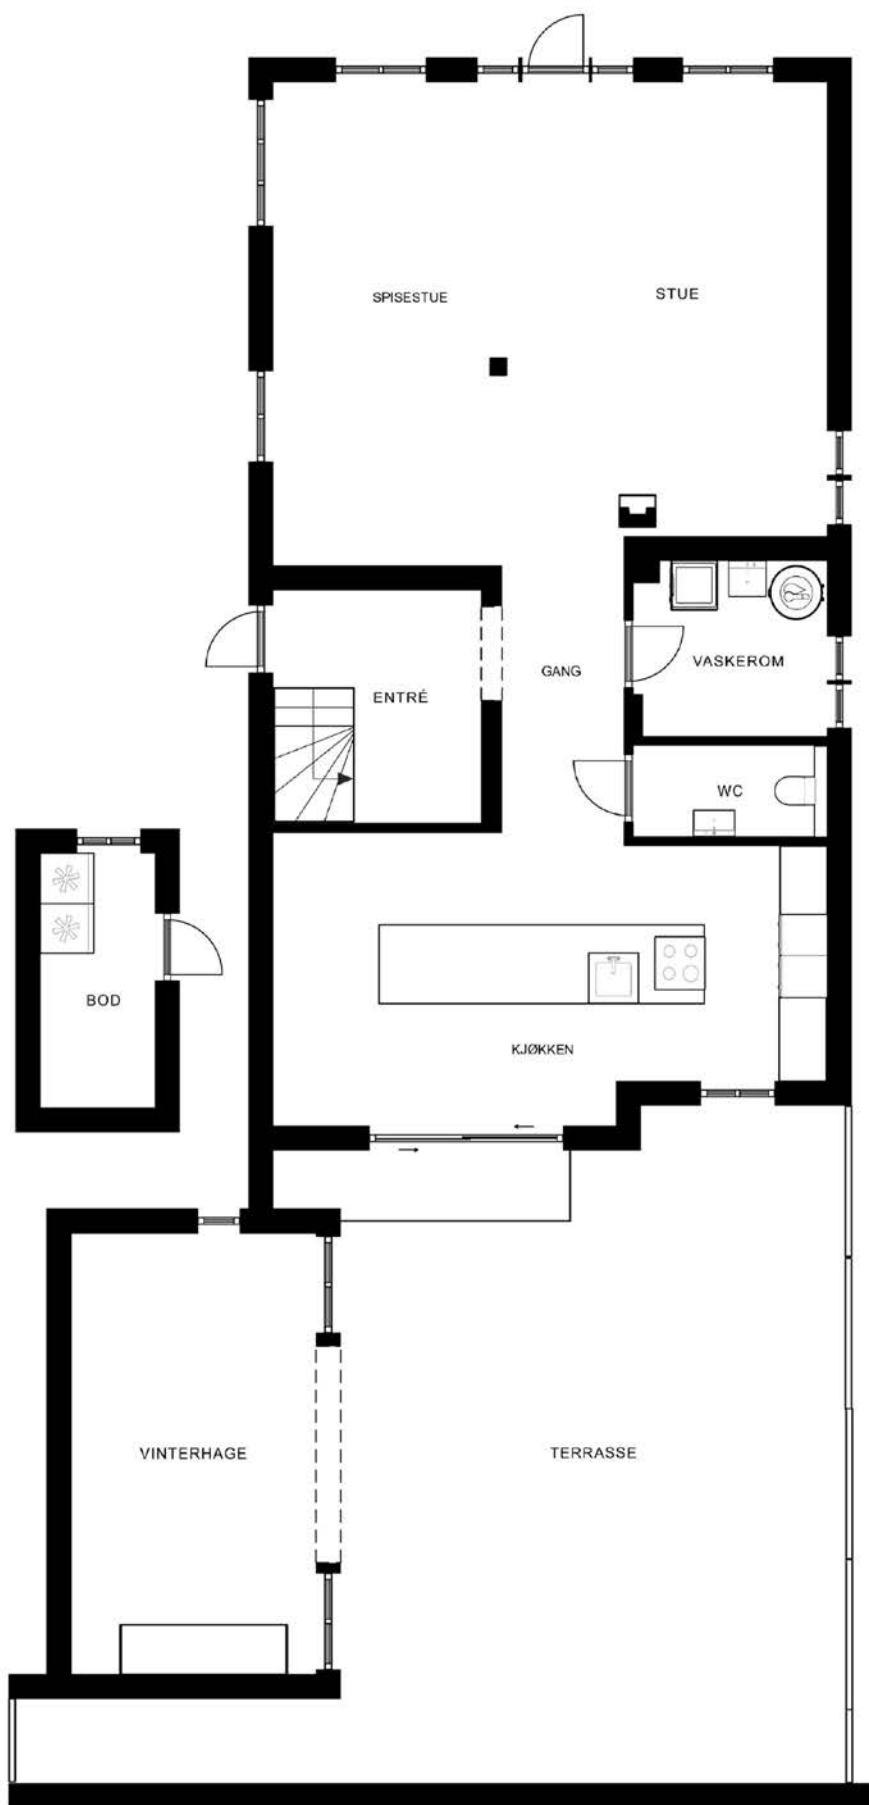 SPISESTUE
STUE
GANG
VASKEROM
ENTRÉ
WC
BOD
KJØKKEN
VINTERHAGE
TERRASSE